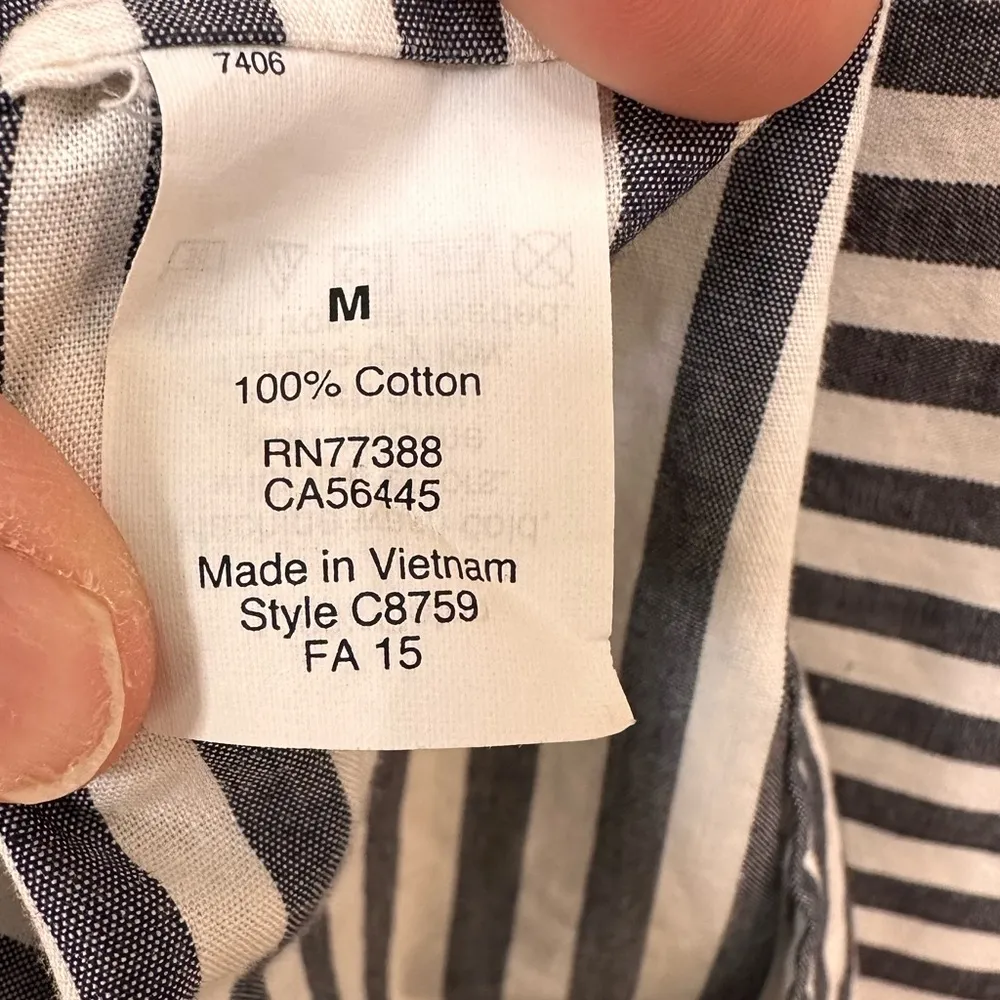 7406
M
100% Cotton
RN77388
CA56445
Made in Vietnam
Style C8759
FA 15